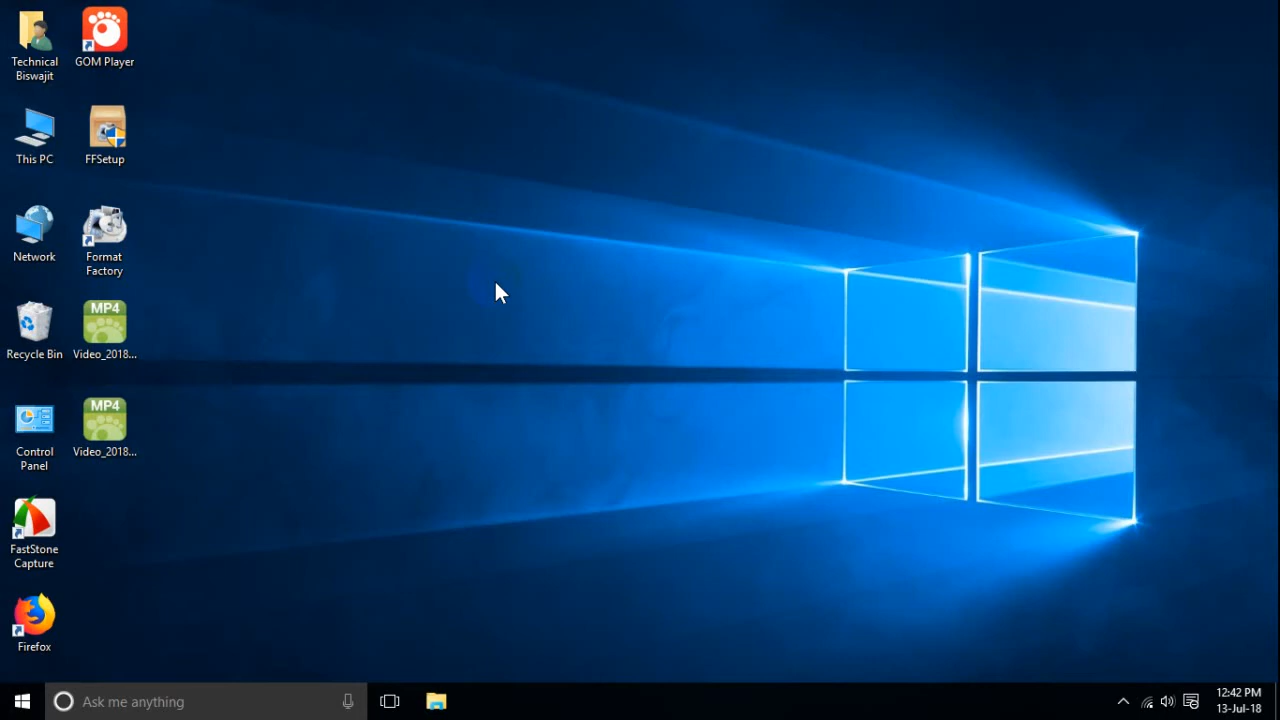 Technical
Biswajit
GOM Player
This PC
FFSetup
Network
Format
Factory
Recycle Bin
MP4
Video_2018...
Control
Panel
MP4
Video_2018...
FastStone
Capture
Firefox
Ask me anything
12:42 PM
13-Jul-18